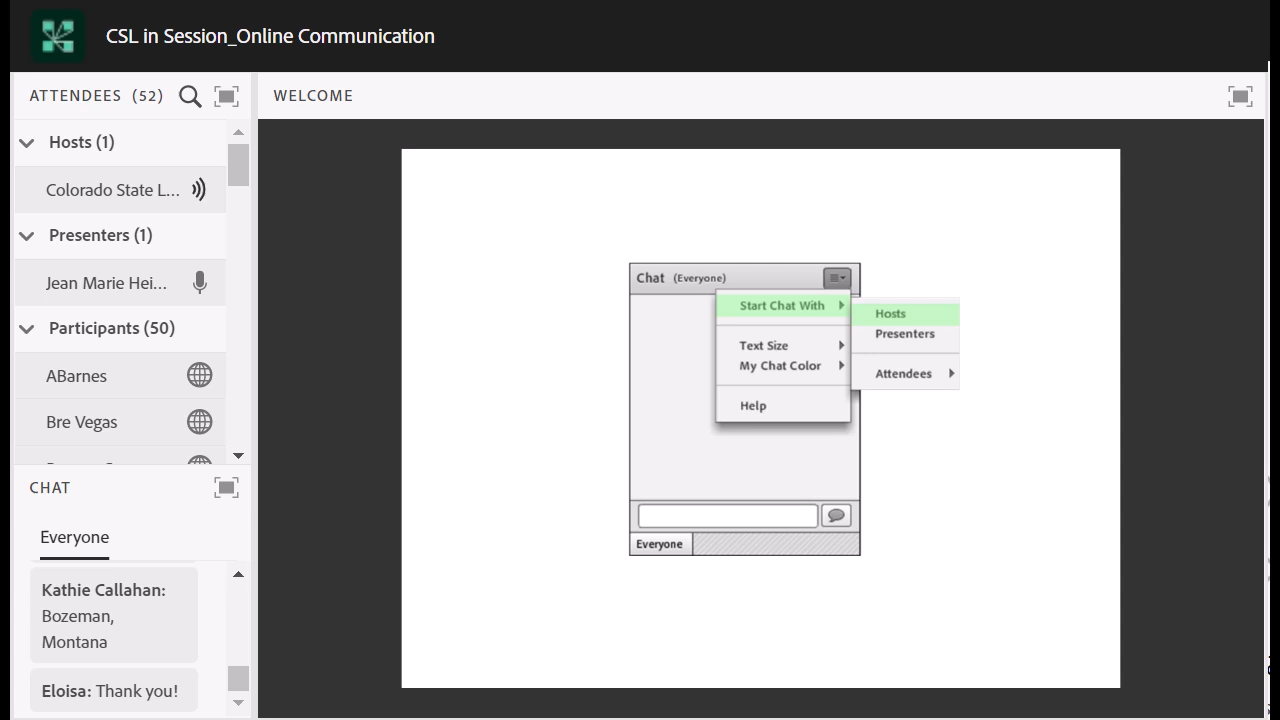 CSL in Session_Online Communication
ATTENDEES (52)
Hosts (1)
Colorado State L...
Presenters (1)
Jean Marie Hei...
Participants (50)
ABarnes
Bre Vegas
CHAT
Everyone
Kathie Callahan:
Bozeman,
Montana
Eloisa: Thank you!
WELCOME
Chat (Everyone)
Start Chat With
Text Size
My Chat Color
Help
Hosts
Presenters
Attendees
Everyone